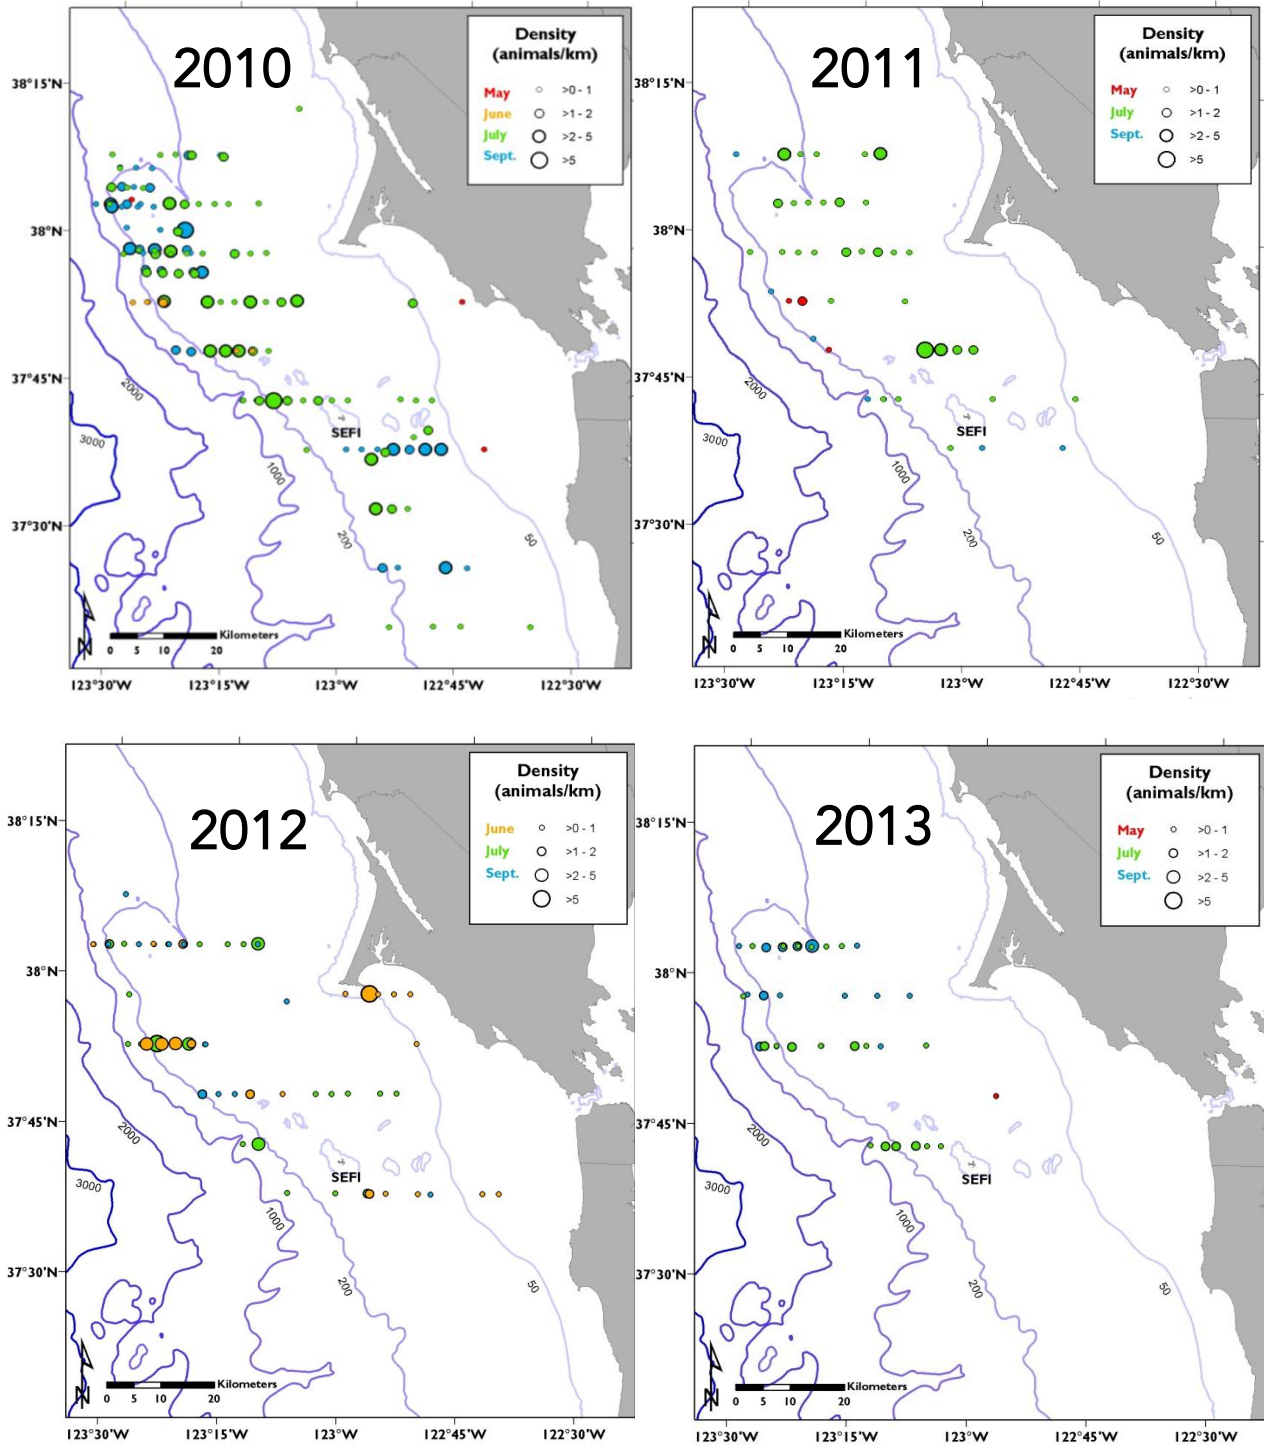 2010
Density
(animals/km)
May >0 - 1
June >1 - 2
July >2 - 5
Sept. >5
38°15'N
38°N
37°45'N
37°30'N
2000
3000
1000
200
50
SEFI
N
Kilometers
0 5 10 20
123°30'W 123°15'W 123°W 122°45'W 122°30'W
2011
Density
(animals/km)
May >0 - 1
July >1 - 2
Sept. >2 - 5
>5
38°15'N
38°N
37°45'N
37°30'N
2000
3000
1000
200
50
SEFI
N
Kilometers
0 5 10 20
123°30'W 123°15'W 123°W 122°45'W 122°30'W
2012
Density
(animals/km)
June >0 - 1
July >1 - 2
Sept. >2 - 5
>5
38°15'N
38°N
37°45'N
37°30'N
2000
3000
1000
200
50
SEFI
N
Kilometers
0 5 10 20
123°30'W 123°15'W 123°W 122°45'W 122°30'W
2013
Density
(animals/km)
May >0 - 1
July >1 - 2
Sept. >2 - 5
>5
38°15'N
38°N
37°45'N
37°30'N
2000
3000
1000
200
50
SEFI
N
Kilometers
0 5 10 20
123°30'W 123°15'W 123°W 122°45'W 122°30'W